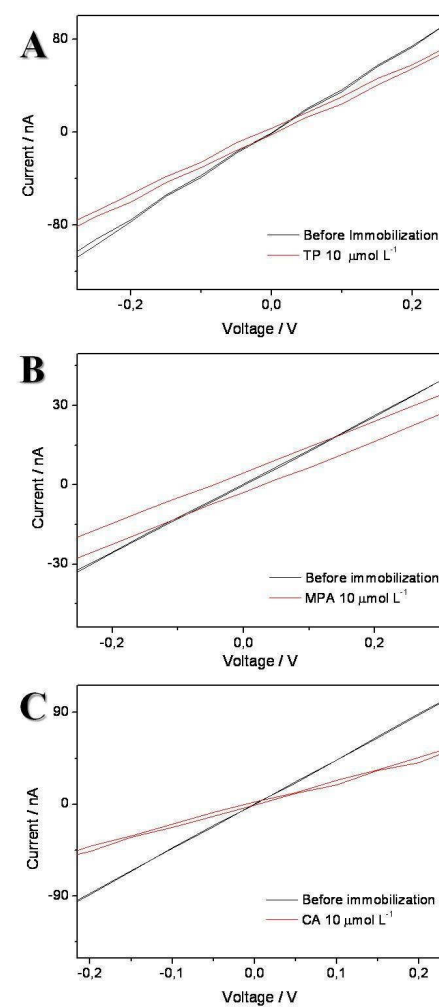 A
80
0
-80
Current / nA
Before Immobilization
TP 10 μmol L⁻¹
-0,2
0,0
0,2
Voltage / V
B
30
0
-30
Current / nA
Before immobilization
MPA 10 μmol L⁻¹
-0,2
0,0
0,2
Voltage / V
C
90
0
-90
Current / nA
Before immobilization
CA 10 μmol L⁻¹
-0,2
-0,1
0,0
0,1
0,2
Voltage / V